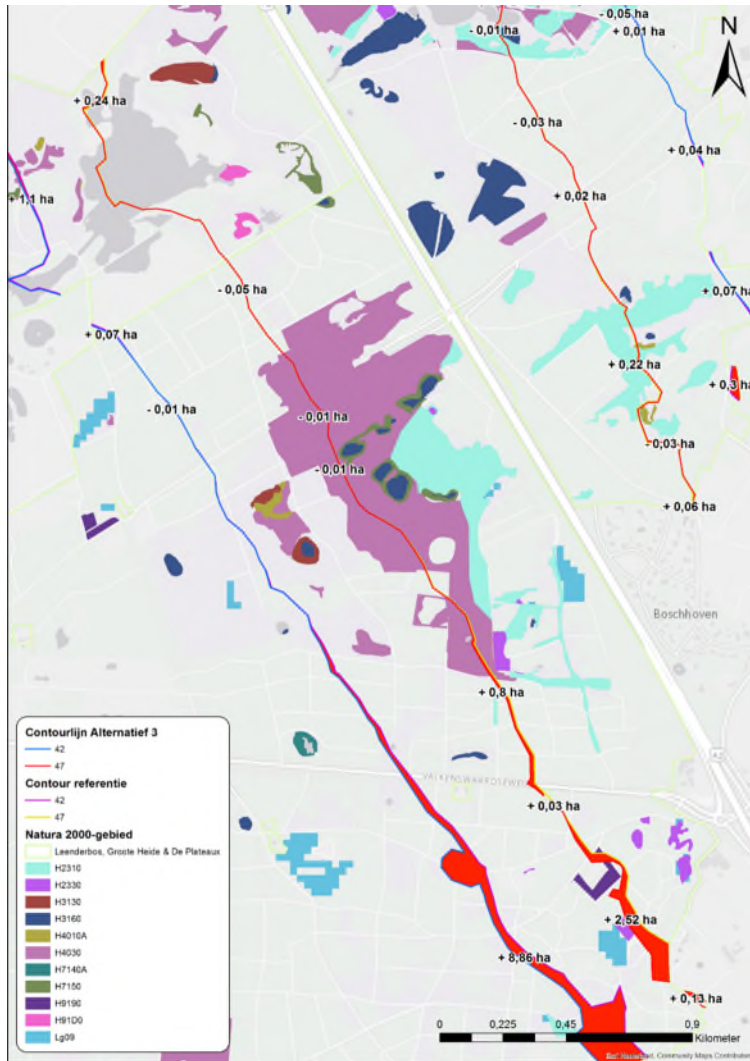 - 0,05 ha
+ 0,01 ha
- 0,01 ha
N
+ 0,24 ha
- 0,03 ha
+ 0,04 ha
+ 1,1 ha
+ 0,02 ha
- 0,05 ha
+ 0,07 ha
+ 0,07 ha
+ 0,22 ha
+ 0,3 ha
- 0,01 ha
- 0,01 ha
- 0,03 ha
- 0,01 ha
+ 0,06 ha
Boschhoven
+ 0,8 ha
Contourlijn Alternatief 3
42
47
Contour referentie
42
47
Natura 2000-gebied
Leenderbos, Groote Heide & De Plateaux
H2310
H2330
H3130
H3160
H4010A
H4030
H7140A
H7150
H9190
H91D0
Lg09
+ 0,03 ha
+ 2,52 ha
+ 8,86 ha
+ 0,13 ha
0
0,225
0,45
0,9
Kilometer